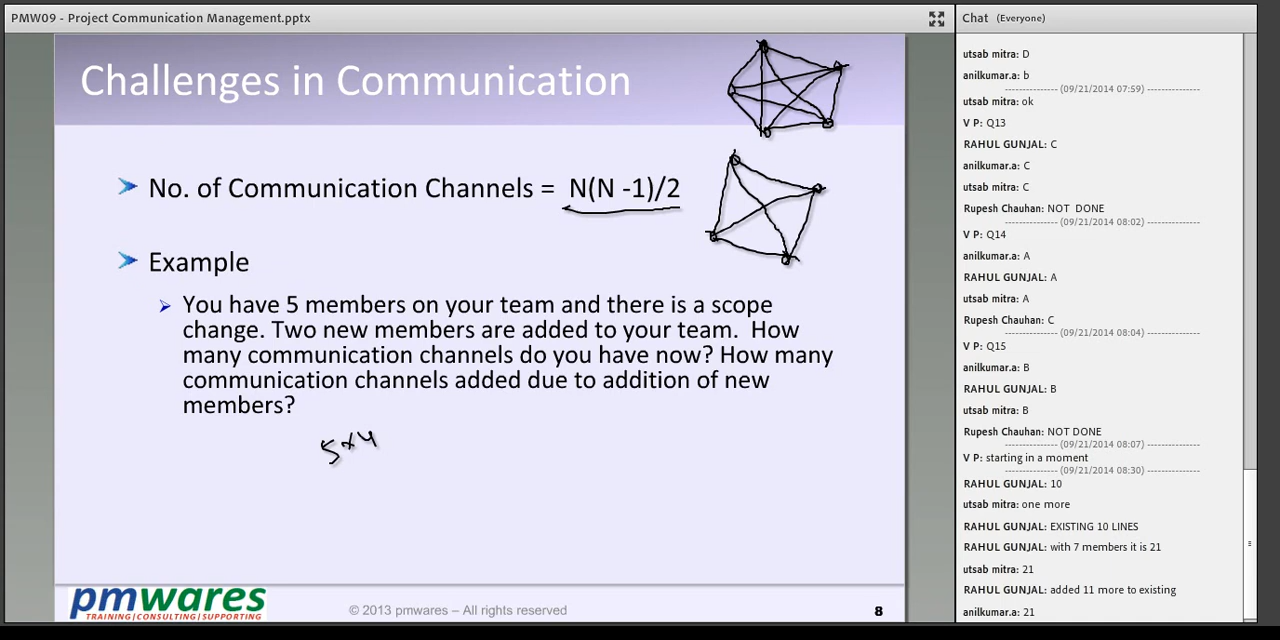 PMW09 - Project Communication Management.pptx
Challenges in Communication
No. of Communication Channels = N(N -1)/2
Example
You have 5 members on your team and there is a scope
change. Two new members are added to your team.  How
many communication channels do you have now? How many
communication channels added due to addition of new
members?
5x4
pmwares
TRAINING|CONSULTING|SUPPORTING
© 2013 pmwares – All rights reserved
8
Chat (Everyone)
utsab mitra: D
anilkumar.a: b
--------------- (09/21/2014 07:59) ---------------
utsab mitra: ok
V P: Q13
RAHUL GUNJAL: C
anilkumar.a: C
utsab mitra: C
Rupesh Chauhan: NOT  DONE
--------------- (09/21/2014 08:02) ---------------
V P: Q14
anilkumar.a: A
RAHUL GUNJAL: A
utsab mitra: A
Rupesh Chauhan: C
--------------- (09/21/2014 08:04) ---------------
V P: Q15
anilkumar.a: B
RAHUL GUNJAL: B
utsab mitra: B
Rupesh Chauhan: NOT DONE
--------------- (09/21/2014 08:07) ---------------
V P: starting in a moment
--------------- (09/21/2014 08:30) ---------------
RAHUL GUNJAL: 10
utsab mitra: one more
RAHUL GUNJAL: EXISTING 10 LINES
RAHUL GUNJAL: with 7 members it is 21
utsab mitra: 21
RAHUL GUNJAL: added 11 more to existing
anilkumar.a: 21